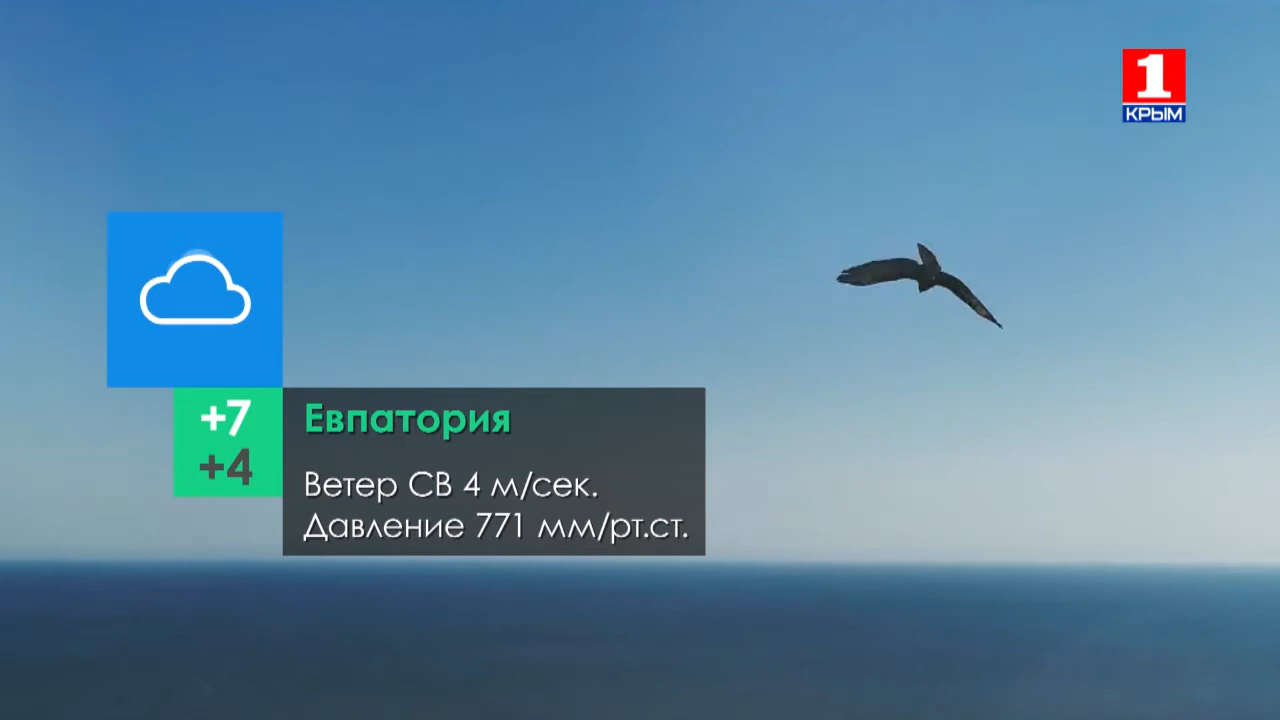 1
КРЫМ
+7
+4
Евпатория
Ветер СВ 4 м/сек.
Давление 771 мм/рт.ст.